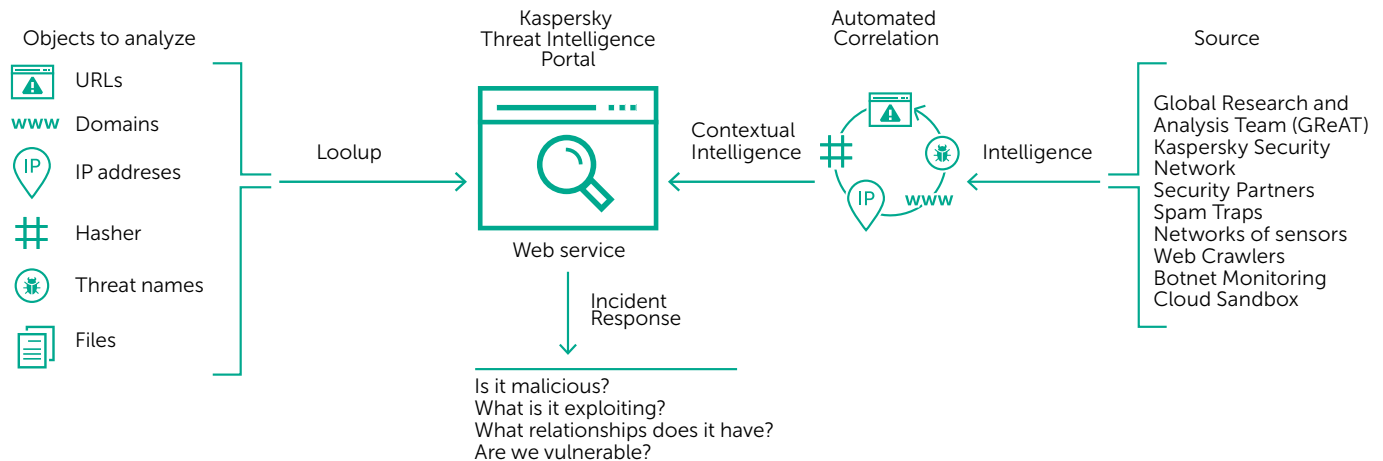 Objects to analyze
URLs
www
Domains
IP
IP addreses
Hasher
Threat names
Files
Loolup
Kaspersky
Threat Intelligence
Portal
Web service
Incident
Response
Is it malicious?
What is it exploiting?
What relationships does it have?
Are we vulnerable?
Contextual
Intelligence
Automated
Correlation
IP
www
Intelligence
Source
Global Research and
Analysis Team (GReAT)
Kaspersky Security
Network
Security Partners
Spam Traps
Networks of sensors
Web Crawlers
Botnet Monitoring
Cloud Sandbox